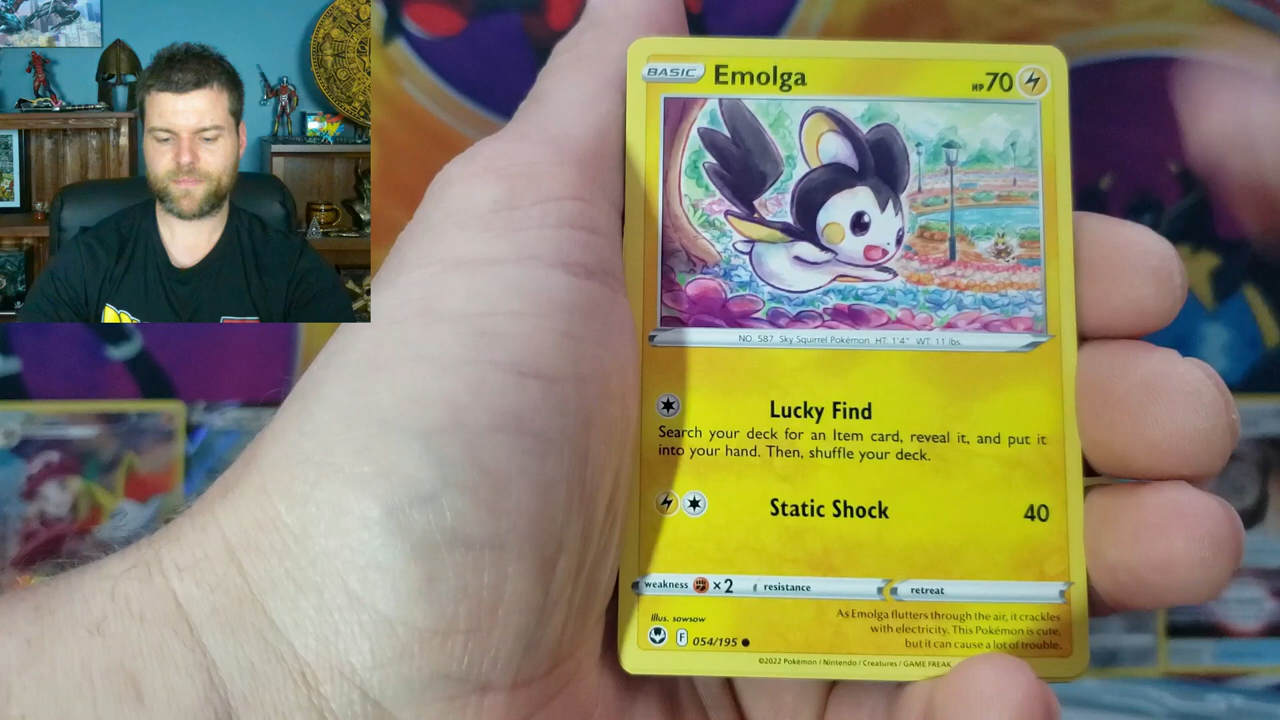 BASIC
Emolga
HP70
NO. 587 Sky Squirrel Pokémon HT: 1'4" WT: 11 lbs.
Lucky Find
Search your deck for an Item card, reveal it, and put it
into your hand. Then, shuffle your deck.
Static Shock 40
weakness ×2 resistance retreat
Illus. sowsow
F 054/195
As Emolga flutters through the air, it crackles
with electricity. This Pokémon is cute,
but it can cause a lot of trouble.
©2022 Pokémon / Nintendo / Creatures / GAME FREAK